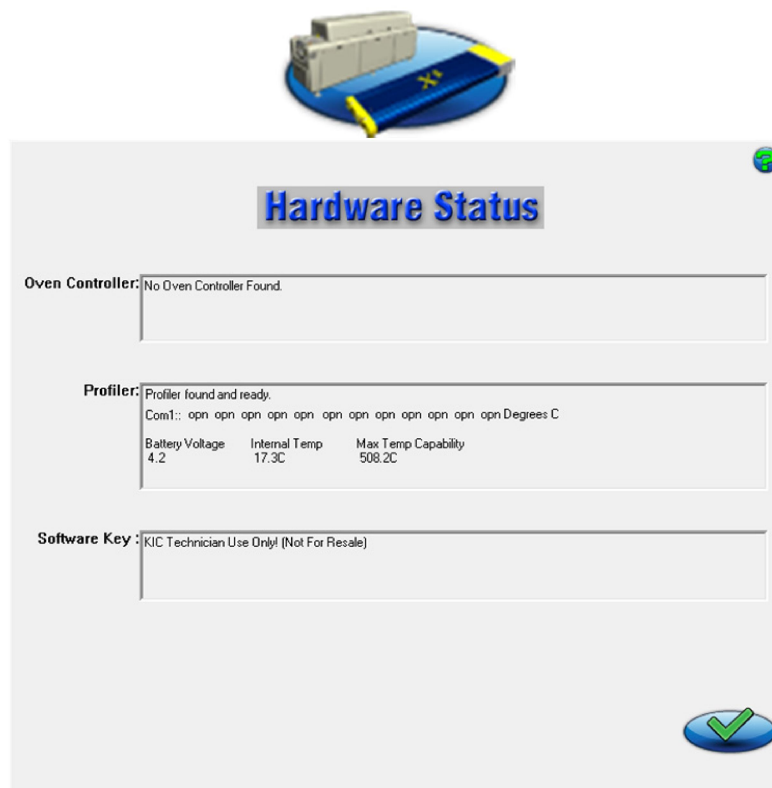 X5
Hardware Status
Oven Controller: No Oven Controller Found.
Profiler: Profiler found and ready.
Com1:: opn opn opn opn opn opn opn opn opn opn opn opn Degrees C
Battery Voltage Internal Temp Max Temp Capability
4.2 17.3C 508.2C
Software Key : KIC Technician Use Only! (Not For Resale)